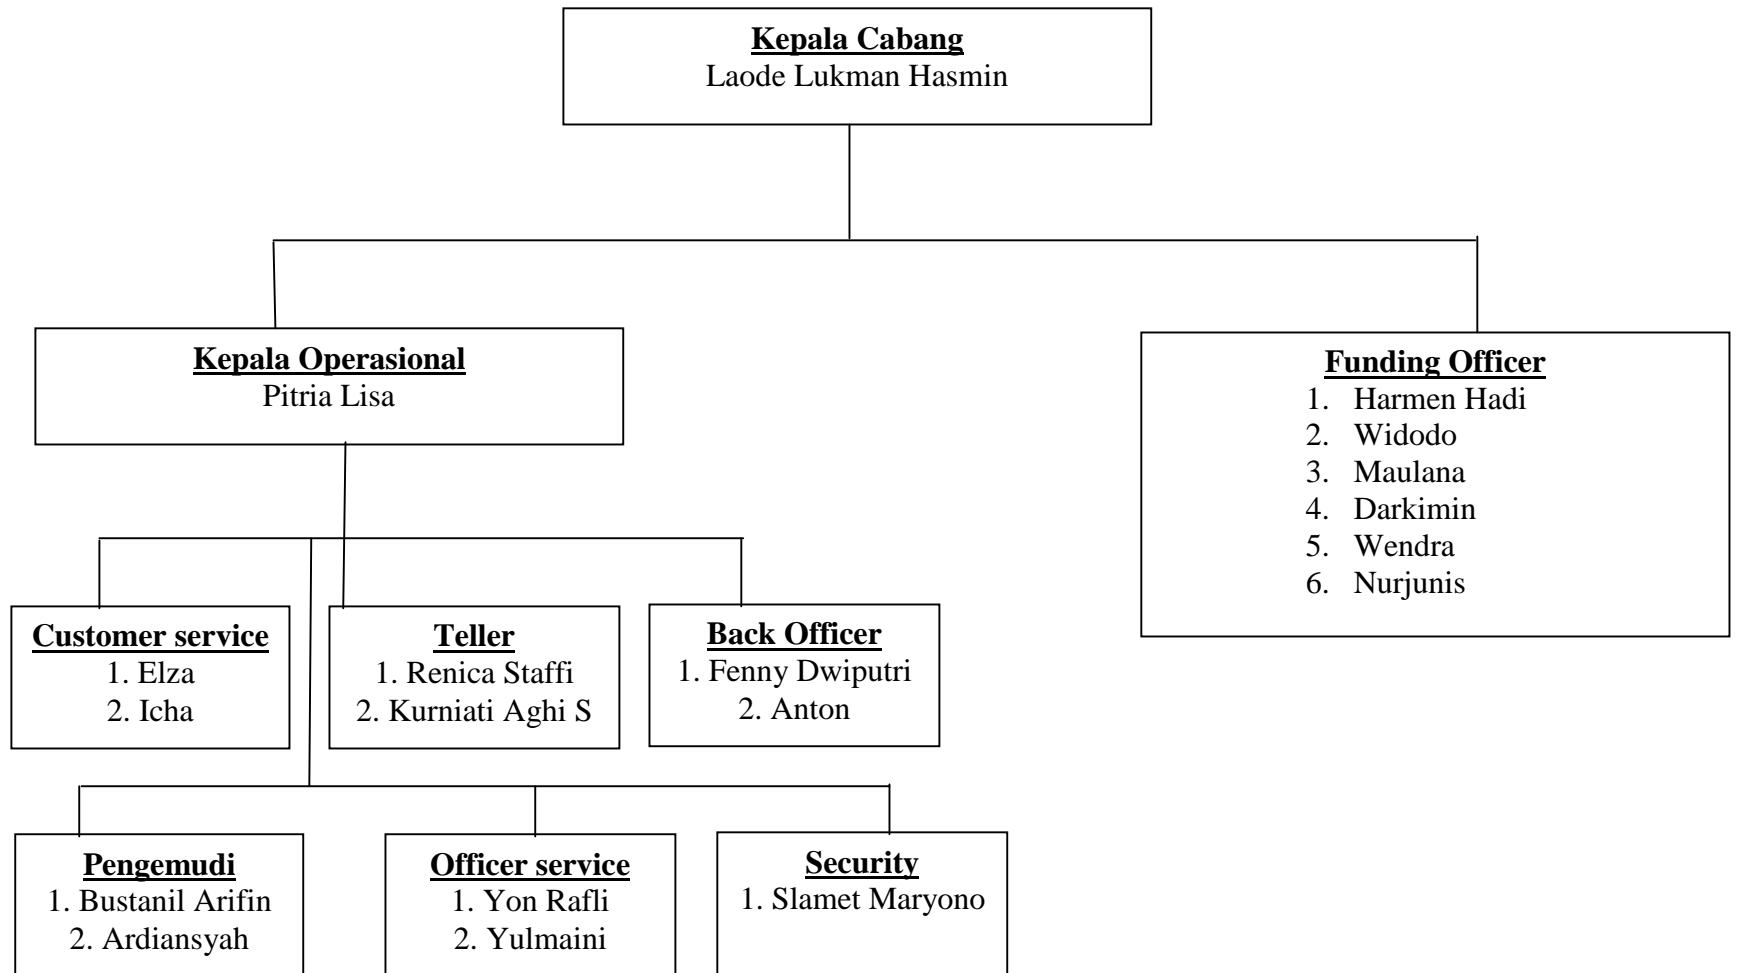 Kepala Cabang
Laode Lukman Hasmin
Kepala Operasional
Pitria Lisa
Funding Officer
1. Harmen Hadi
2. Widodo
3. Maulana
4. Darkimin
5. Wendra
6. Nurjunis
Customer service
1. Elza
2. Icha
Teller
1. Renica Staffi
2. Kurniati Aghi S
Back Officer
1. Fenny Dwiputri
2. Anton
Pengemudi
1. Bustanil Arifin
2. Ardiansyah
Officer service
1. Yon Rafli
2. Yulmaini
Security
1. Slamet Maryono